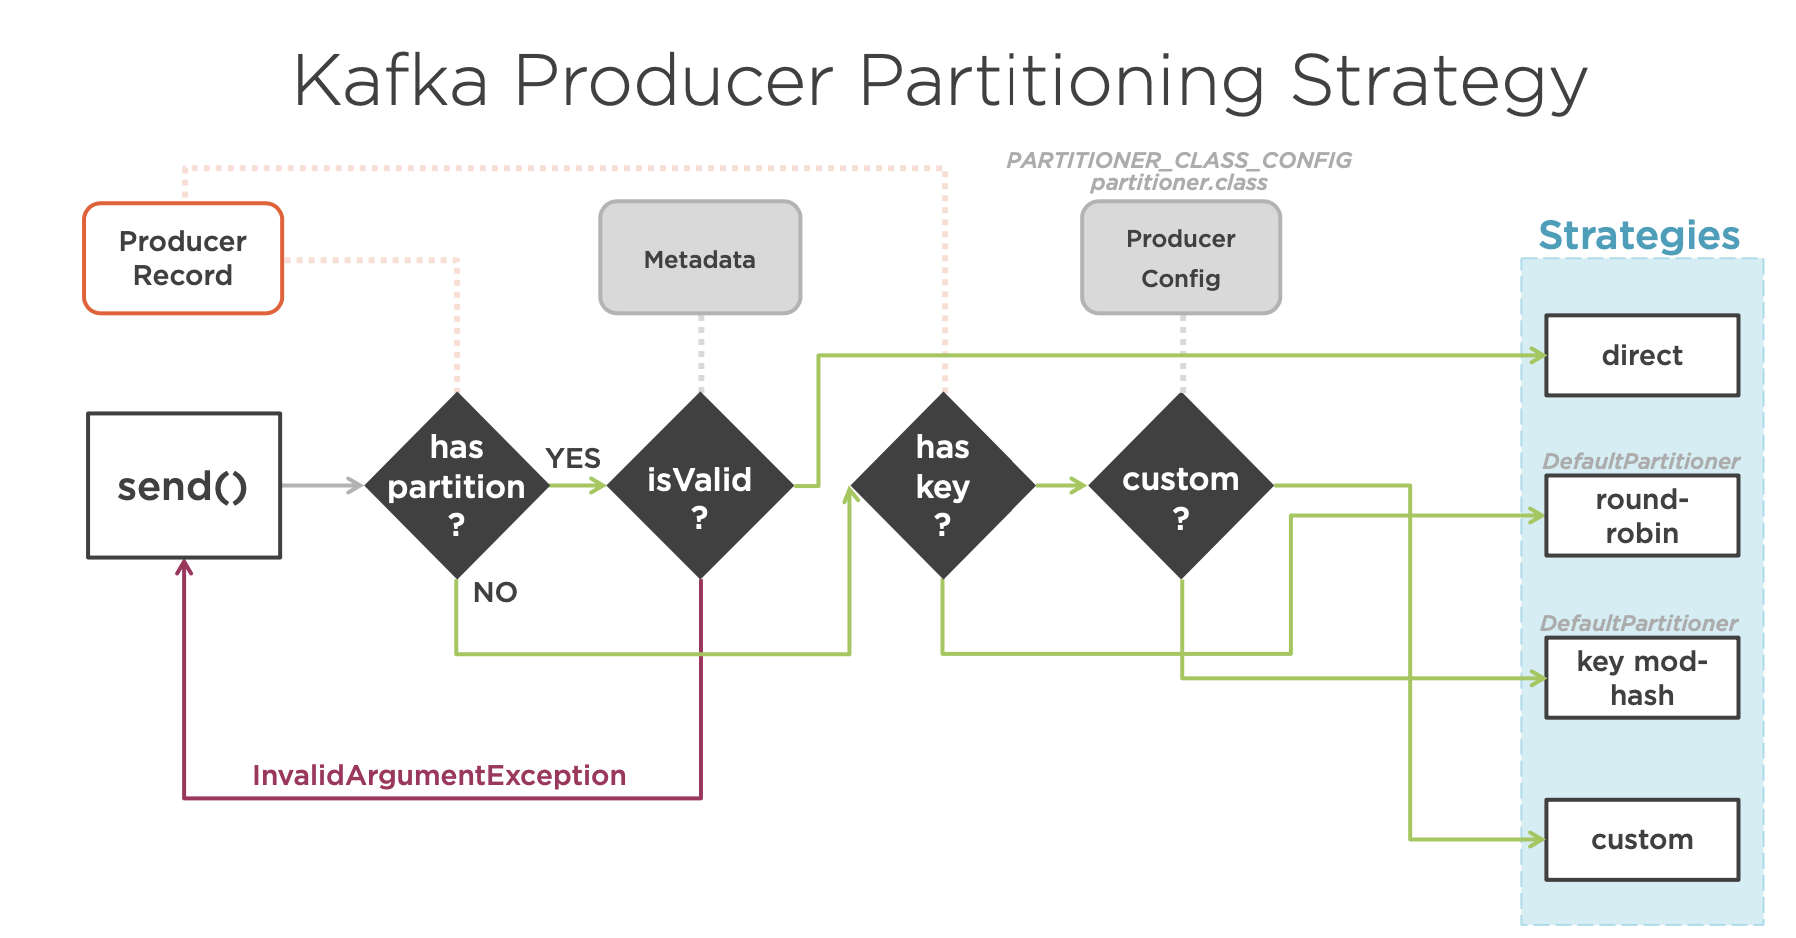 Kafka Producer Partitioning Strategy
PARTITIONER_CLASS_CONFIG
partitioner.class
Producer
Record
Metadata
Producer
Config
Strategies
direct
send()
has
partition
?
YES
NO
isValid
?
has
key
?
custom
?
DefaultPartitioner
round-
robin
DefaultPartitioner
key mod-
hash
InvalidArgumentException
custom